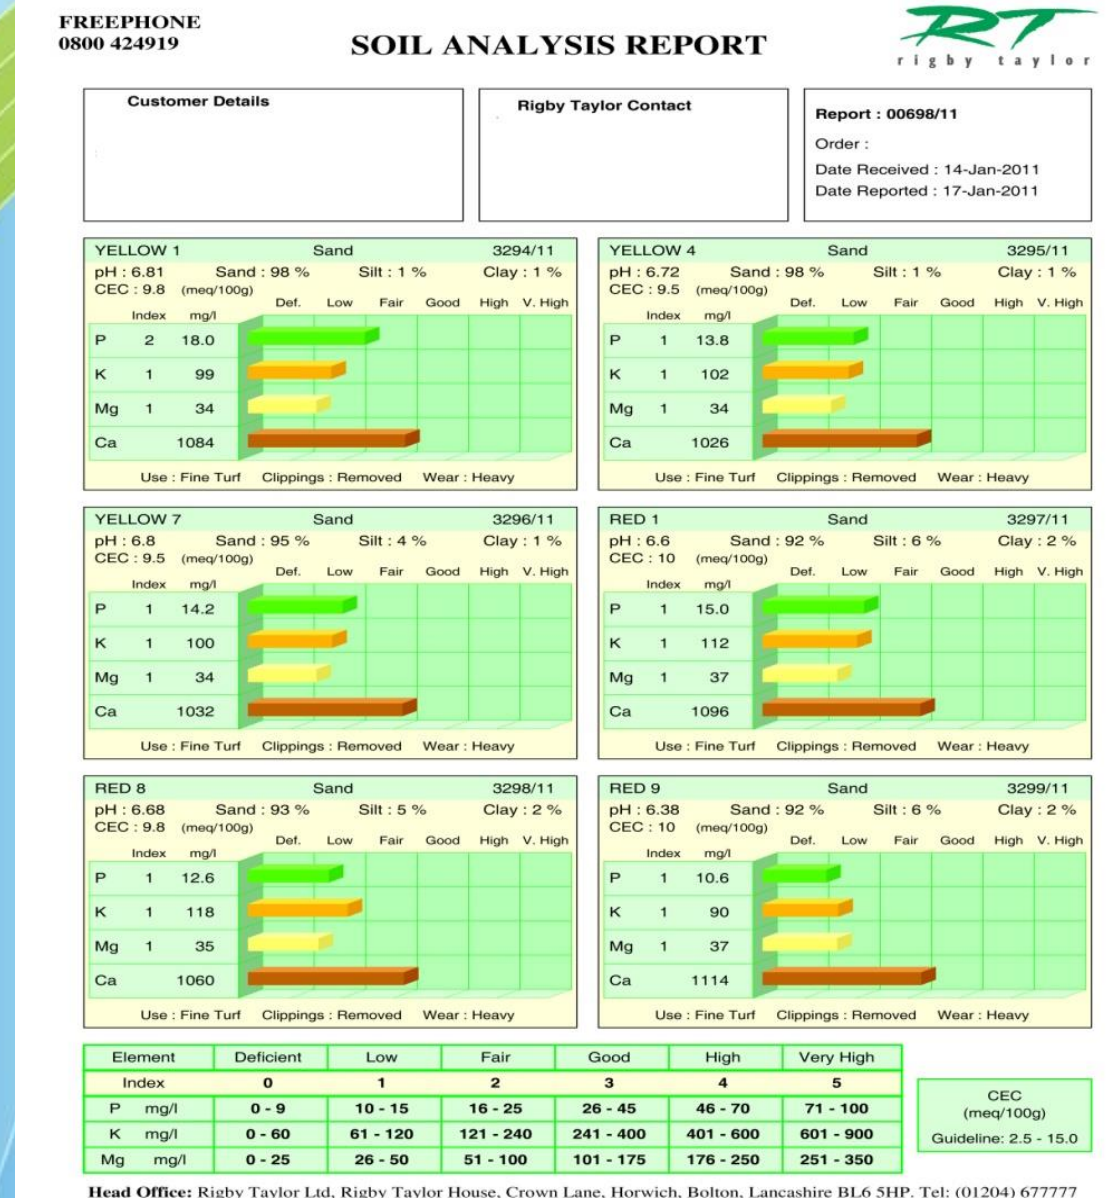 FREEPHONE
0800 424919
SOIL ANALYSIS REPORT
RT
rigby taylor
Customer Details
Rigby Taylor Contact
Report : 00698/11
Order :
Date Received : 14-Jan-2011
Date Reported : 17-Jan-2011
YELLOW 1 Sand 3294/11
pH : 6.81 Sand : 98 % Silt : 1 % Clay : 1 %
CEC : 9.8 (meq/100g)
Def. Low Fair Good High V. High
Index mg/l
P 2 18.0
K 1 99
Mg 1 34
Ca 1084
Use : Fine Turf Clippings : Removed Wear : Heavy
YELLOW 4 Sand 3295/11
pH : 6.72 Sand : 98 % Silt : 1 % Clay : 1 %
CEC : 9.5 (meq/100g)
Def. Low Fair Good High V. High
Index mg/l
P 1 13.8
K 1 102
Mg 1 34
Ca 1026
Use : Fine Turf Clippings : Removed Wear : Heavy
YELLOW 7 Sand 3296/11
pH : 6.8 Sand : 95 % Silt : 4 % Clay : 1 %
CEC : 9.5 (meq/100g)
Def. Low Fair Good High V. High
Index mg/l
P 1 14.2
K 1 100
Mg 1 34
Ca 1032
Use : Fine Turf Clippings : Removed Wear : Heavy
RED 1 Sand 3297/11
pH : 6.6 Sand : 92 % Silt : 6 % Clay : 2 %
CEC : 10 (meq/100g)
Def. Low Fair Good High V. High
Index mg/l
P 1 15.0
K 1 112
Mg 1 37
Ca 1096
Use : Fine Turf Clippings : Removed Wear : Heavy
RED 8 Sand 3298/11
pH : 6.68 Sand : 93 % Silt : 5 % Clay : 2 %
CEC : 9.8 (meq/100g)
Def. Low Fair Good High V. High
Index mg/l
P 1 12.6
K 1 118
Mg 1 35
Ca 1060
Use : Fine Turf Clippings : Removed Wear : Heavy
RED 9 Sand 3299/11
pH : 6.38 Sand : 92 % Silt : 6 % Clay : 2 %
CEC : 10 (meq/100g)
Def. Low Fair Good High V. High
Index mg/l
P 1 10.6
K 1 90
Mg 1 37
Ca 1114
Use : Fine Turf Clippings : Removed Wear : Heavy
Element Deficient Low Fair Good High Very High
Index 0 1 2 3 4 5
P mg/l 0 - 9 10 - 15 16 - 25 26 - 45 46 - 70 71 - 100
K mg/l 0 - 60 61 - 120 121 - 240 241 - 400 401 - 600 601 - 900
Mg mg/l 0 - 25 26 - 50 51 - 100 101 - 175 176 - 250 251 - 350
CEC
(meq/100g)
Guideline: 2.5 - 15.0
Head Office: Rigby Taylor Ltd, Rigby Taylor House, Crown Lane, Horwich, Bolton, Lancashire BL6 5HP. Tel: (01204) 677777